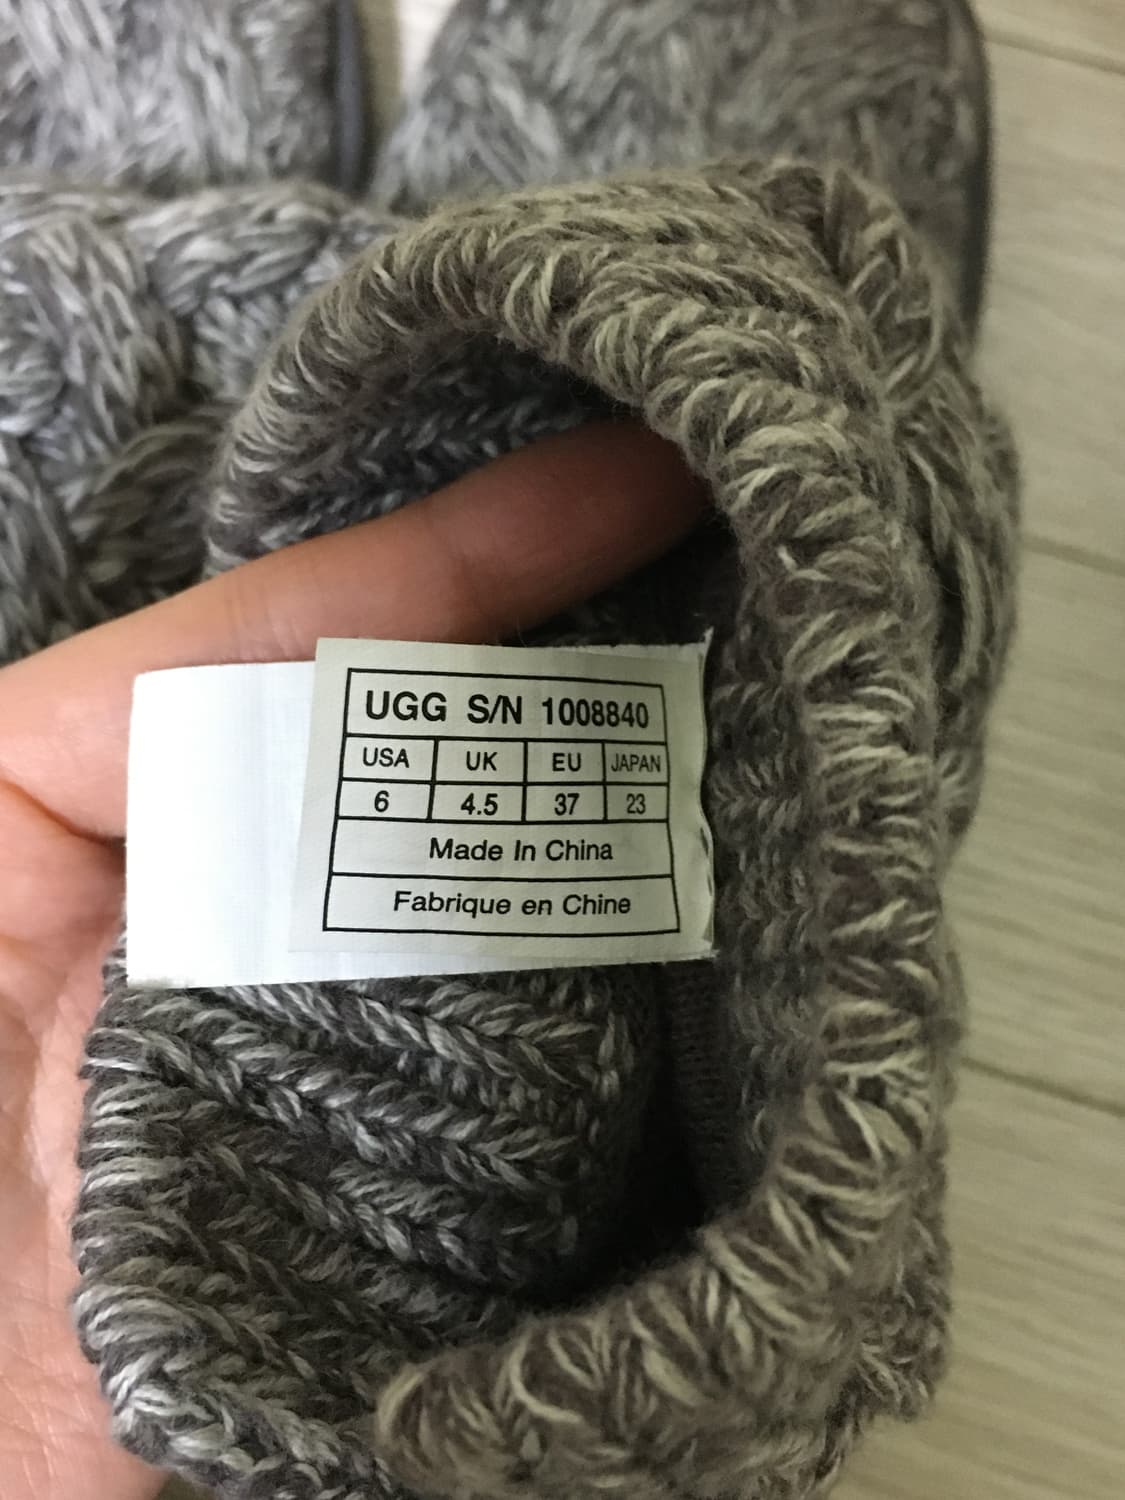 UGG S/N 1008840
USA UK EU JAPAN
6 4.5 37 23
Made In China
Fabrique en Chine